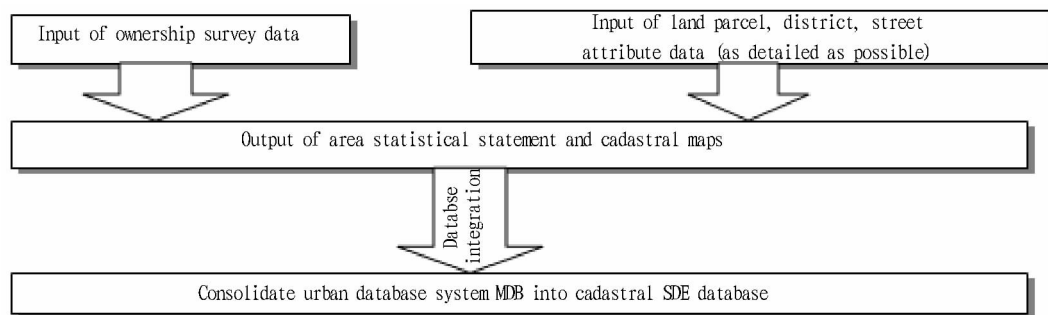 Input of ownership survey data
Input of land parcel, district, street
attribute data (as detailed as possible)
Output of area statistical statement and cadastral maps
Databse
integration
Consolidate urban database system MDB into cadastral SDE database